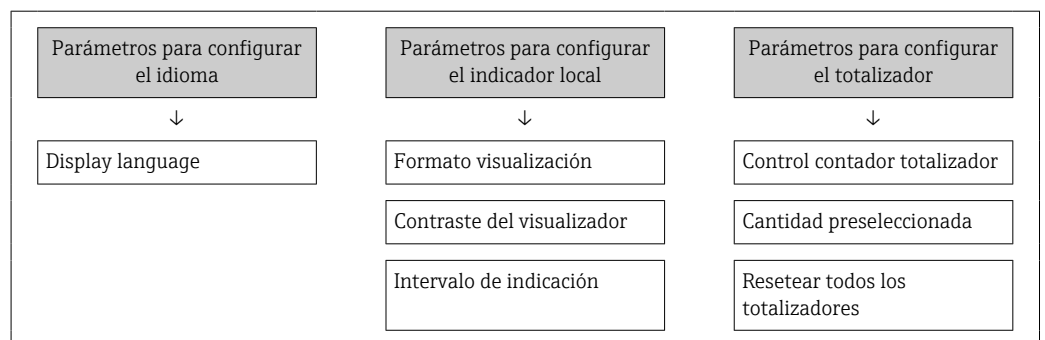 Parámetros para configurar
el idioma
Parámetros para configurar
el indicador local
Parámetros para configurar
el totalizador
↓
↓
↓
Display language
Formato visualización
Control contador totalizador
Contraste del visualizador
Cantidad preseleccionada
Intervalo de indicación
Resetear todos los
totalizadores